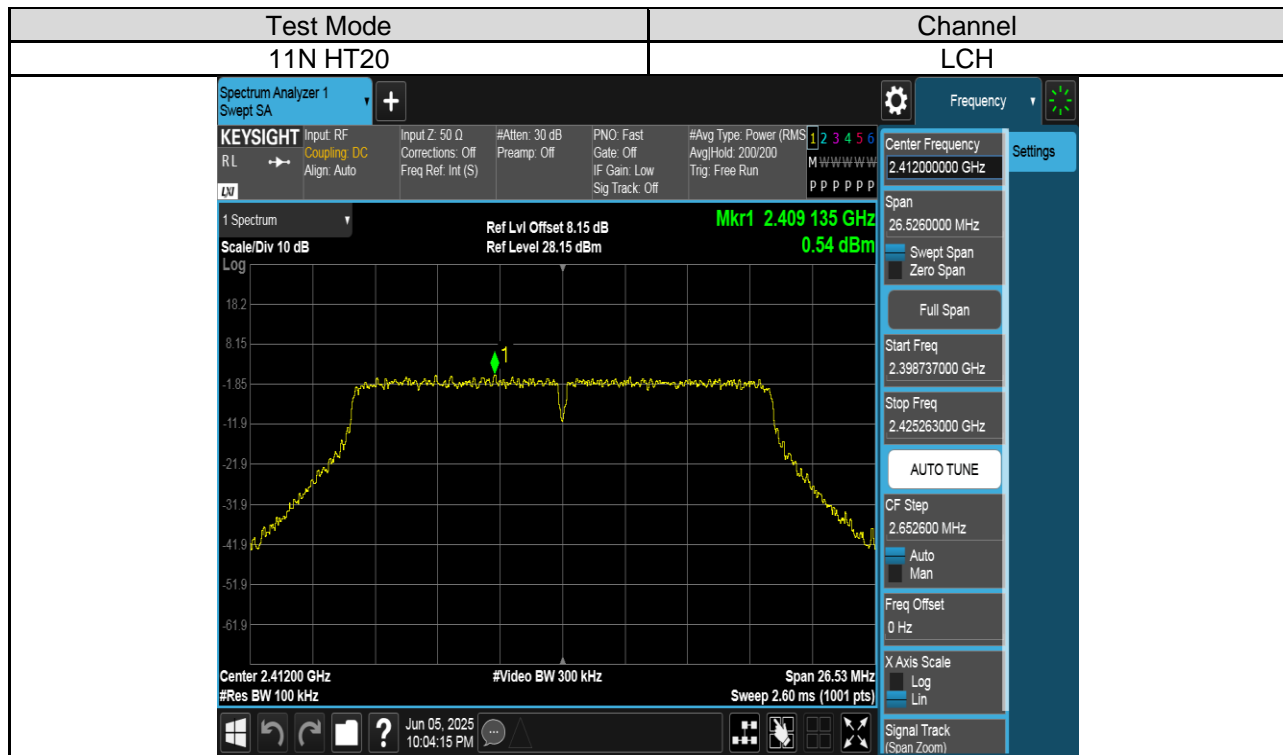 Test Mode Channel
11N HT20 LCH
Spectrum Analyzer 1
Swept SA
Frequency
KEYSIGHT Input: RF Input Z: 50 Ω #Atten: 30 dB PNO: Fast #Avg Type: Power (RMS 1 2 3 4 5 6
RL Coupling: DC Corrections: Off Preamp: Off Gate: Off Avg|Hold: 200/200 M W W W W W
Align: Auto Freq Ref: Int (S) IF Gain: Low Trig: Free Run
LXI Sig Track: Off P P P P P P
1 Spectrum Ref Lvl Offset 8.15 dB Mkr1 2.409 135 GHz
Scale/Div 10 dB Ref Level 28.15 dBm 0.54 dBm
Log
18.2
8.15
1
-1.85
-11.9
-21.9
-31.9
-41.9
-51.9
-61.9
Center 2.41200 GHz #Video BW 300 kHz Span 26.53 MHz
#Res BW 100 kHz Sweep 2.60 ms (1001 pts)
Jun 05, 2025
10:04:15 PM
Center Frequency
2.412000000 GHz
Settings
Span
26.5260000 MHz
Swept Span
Zero Span
Full Span
Start Freq
2.398737000 GHz
Stop Freq
2.425263000 GHz
AUTO TUNE
CF Step
2.652600 MHz
Auto
Man
Freq Offset
0 Hz
X Axis Scale
Log
Lin
Signal Track
(Span Zoom)